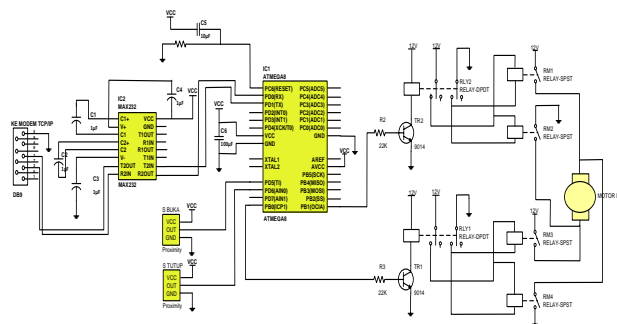 VCC
C5
10µF
IC1
ATMEGA8
PC6(RESET)
PD0(RX)
PD1(TX)
PD2(INT0)
PD3(INT1)
PD4(XCK/T0)
VCC
GND
XTAL1
XTAL2
PD5(TI)
PD6(AIN0)
PD7(AIN1)
PB0(ICP1)
PC5(ADC5)
PC4(ADC4)
PC3(ADC3)
PC2(ADC2)
PC1(ADC1)
PC0(ADC0)
GND
AREF
AVCC
PB5(SCK)
PB4(MISO)
PB3(MOSI)
PB2(SS)
PB1(OCIA)
ATMEGA8
VCC
KE MODEM TCP/IP
DB9
IC2
MAX232
C1+
V+
C1
C2+
C2
V-
T2OUT
R2IN
VCC
GND
T1OUT
R1IN
R1OUT
T1IN
T2IN
R2OUT
MAX232
C1
1µF
C3
1µF
C4
1µF
VCC
C6
100µF
VCC
S BUKA
VCC
VCC
OUT
GND
Proximity
S TUTUP
VCC
VCC
OUT
GND
Proximity
R2
22K
TR2
9014
R3
22K
TR1
9014
12V
12V
12V
RLY2
RELAY-DPDT
12V
RM1
RELAY-SPST
RM2
RELAY-SPST
12V
12V
12V
RLY1
RELAY-DPDT
12V
RM3
RELAY-SPST
RM4
RELAY-SPST
MOTOR